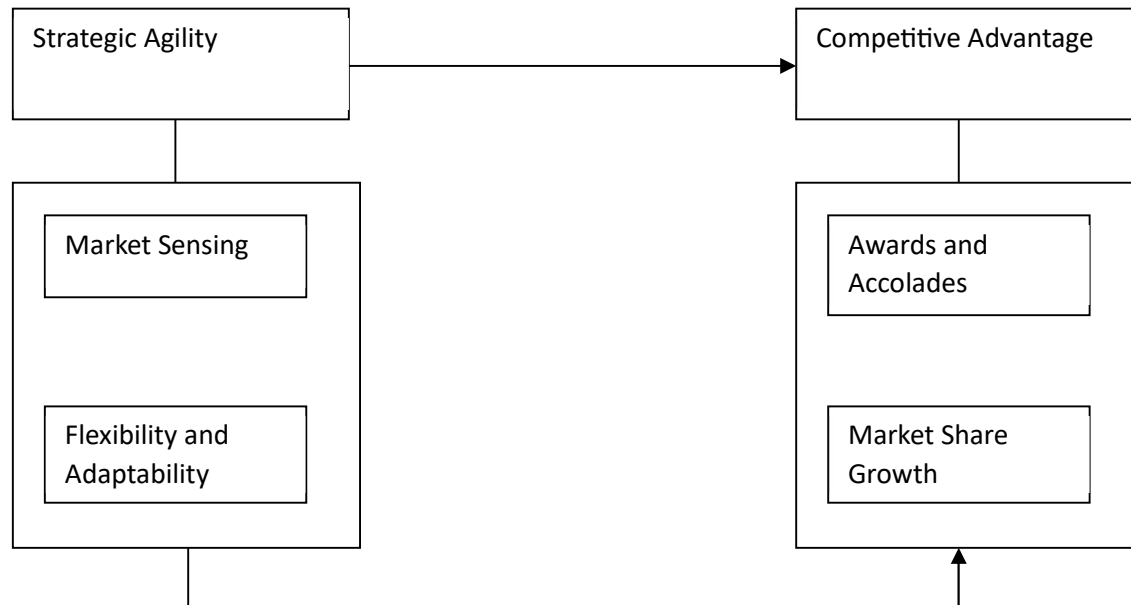 Strategic Agility
Competitive Advantage
Market Sensing
Flexibility and
Adaptability
Awards and
Accolades
Market Share
Growth